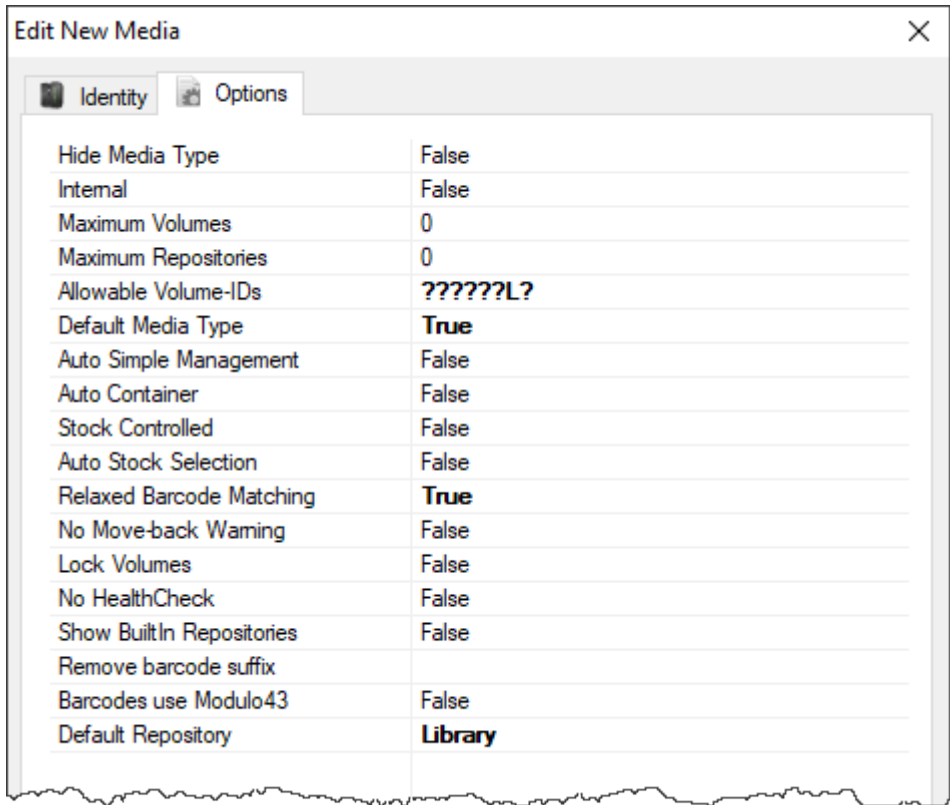 Edit New Media
Identity Options
Hide Media Type False
Internal False
Maximum Volumes 0
Maximum Repositories 0
Allowable Volume-IDs ??????L?
Default Media Type True
Auto Simple Management False
Auto Container False
Stock Controlled False
Auto Stock Selection False
Relaxed Barcode Matching True
No Move-back Warning False
Lock Volumes False
No HealthCheck False
Show BuiltIn Repositories False
Remove barcode suffix
Barcodes use Modulo43 False
Default Repository Library